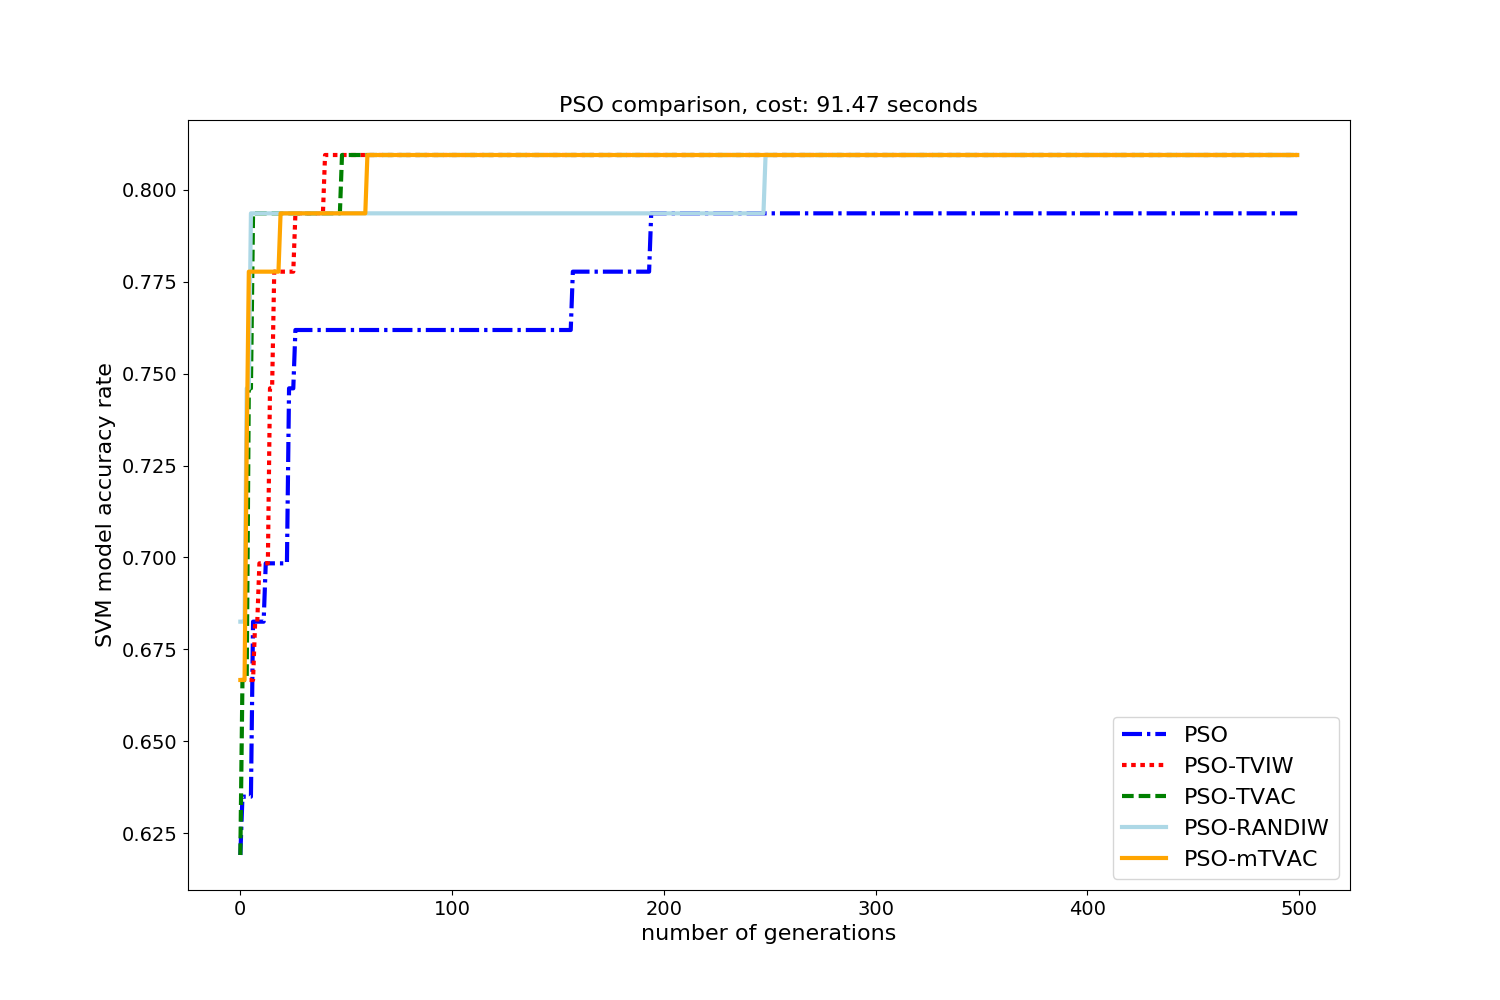 PSO comparison, cost: 91.47 seconds
SVM model accuracy rate
0.800
0.775
0.750
0.725
0.700
0.675
0.650
0.625
0 100 200 300 400 500
number of generations
PSO
PSO-TVIW
PSO-TVAC
PSO-RANDIW
PSO-mTVAC